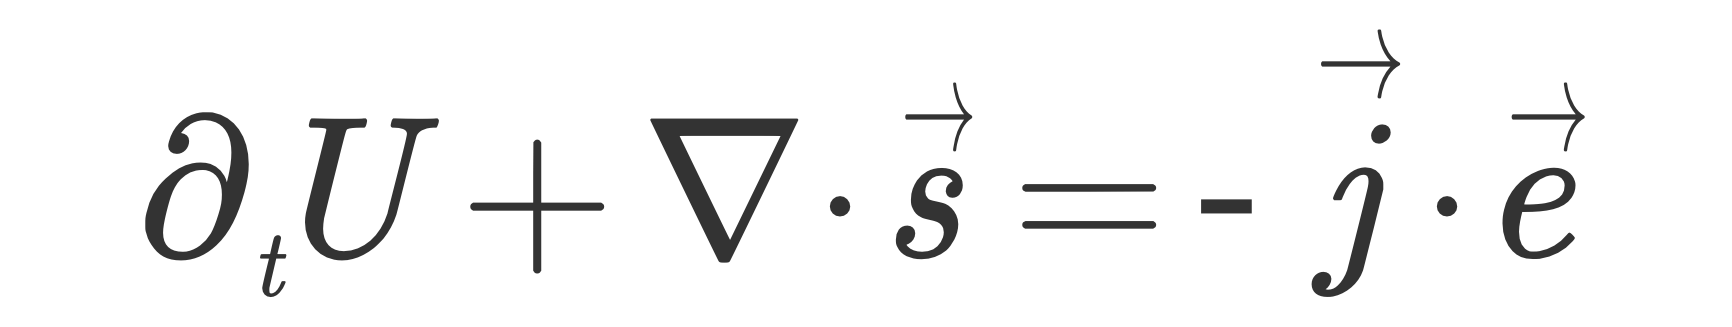 ∂ₜU + ∇ · s⃗ = - j⃗ · e⃗